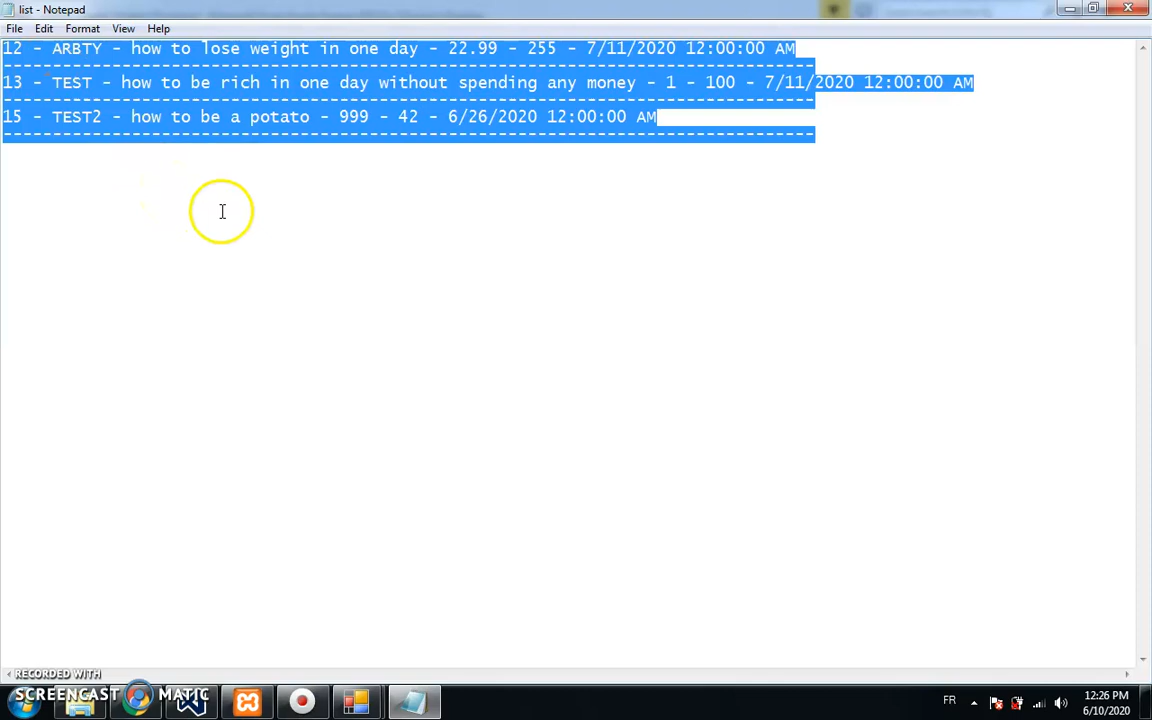 list - Notepad
File Edit Format View Help
12 - ARBTY - how to lose weight in one day - 22.99 - 255 - 7/11/2020 12:00:00 AM
----------------------------------------------------------------------------------
13 - TEST - how to be rich in one day without spending any money - 1 - 100 - 7/11/2020 12:00:00 AM
----------------------------------------------------------------------------------
15 - TEST2 - how to be a potato - 999 - 42 - 6/26/2020 12:00:00 AM
----------------------------------------------------------------------------------
RECORDED WITH
SCREENCAST MATIC
FR
12:26 PM
6/10/2020